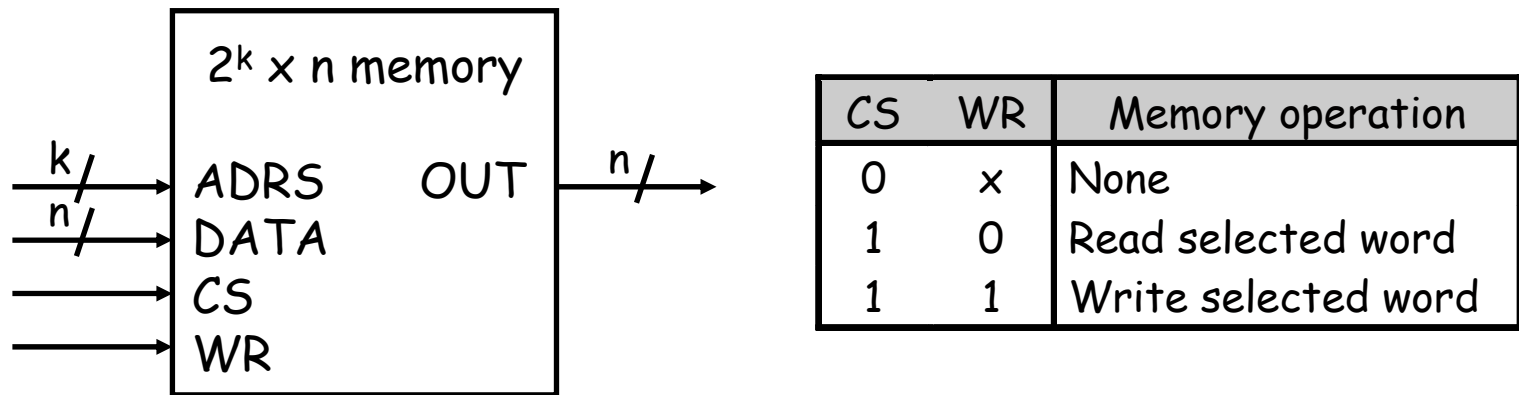 2ᵏ x n memory
k
ADRS OUT
n
n
DATA
CS
WR
CS WR Memory operation
0 x None
1 0 Read selected word
1 1 Write selected word